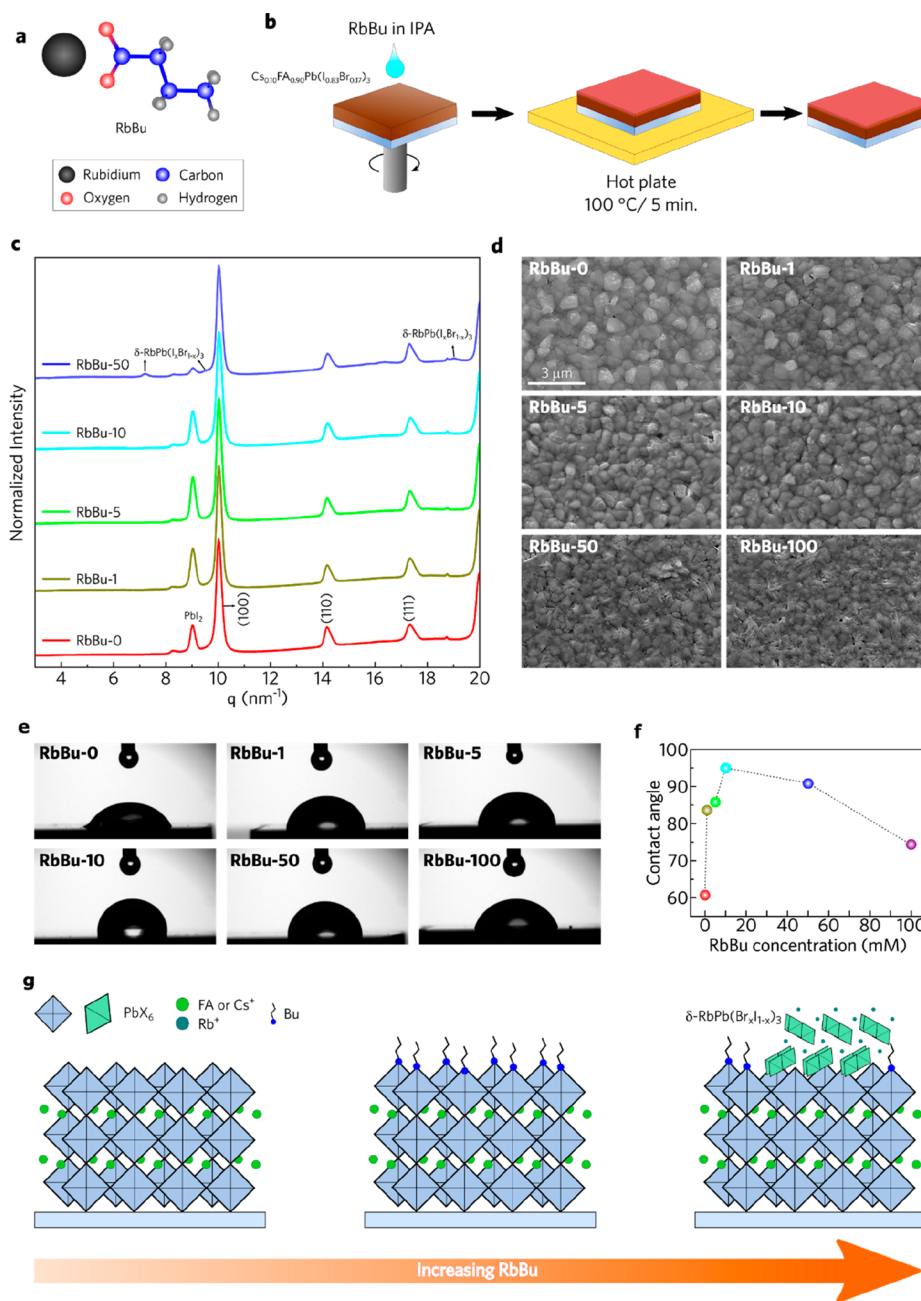 a
RbBu
Rubidium
Carbon
Oxygen
Hydrogen
b
RbBu in IPA
Cs₀.₁₀FA₀.₉₀Pb(I₀.₈₃Br₀.₁₇)₃
Hot plate
100 °C/ 5 min.
c
δ-RbPb(IₓBr₁₋ₓ)₃
δ-RbPb(IₓBr₁₋ₓ)₃
RbBu-50
RbBu-10
RbBu-5
RbBu-1
RbBu-0
PbI₂
(100)
(110)
(111)
Normalized Intensity
4 6 8 10 12 14 16 18 20
q (nm⁻¹)
d
RbBu-0
RbBu-1
3 μm
RbBu-5
RbBu-10
RbBu-50
RbBu-100
e
RbBu-0
RbBu-1
RbBu-5
RbBu-10
RbBu-50
RbBu-100
f
Contact angle
100
90
80
70
60
0 20 40 60 80 100
RbBu concentration (mM)
g
PbX₆
FA or Cs⁺
Rb⁺
Bu
δ-RbPb(BrₓI₁₋ₓ)₃
Increasing RbBu